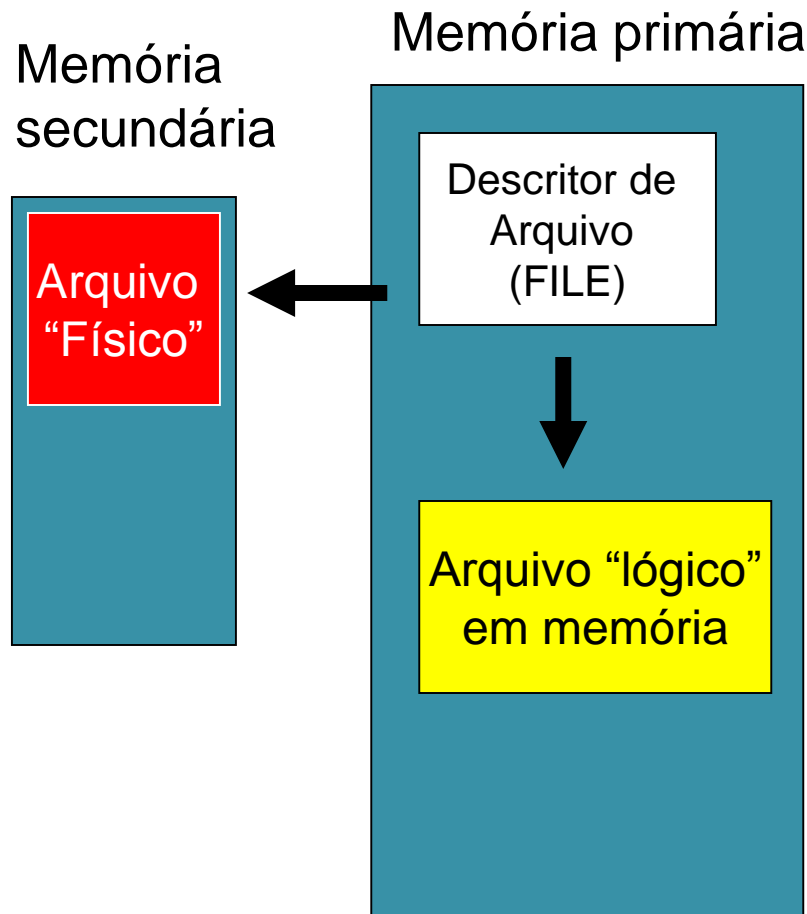 Memória
secundária
Memória primária
Arquivo
“Físico”
Descritor de
Arquivo
(FILE)
Arquivo “lógico”
em memória